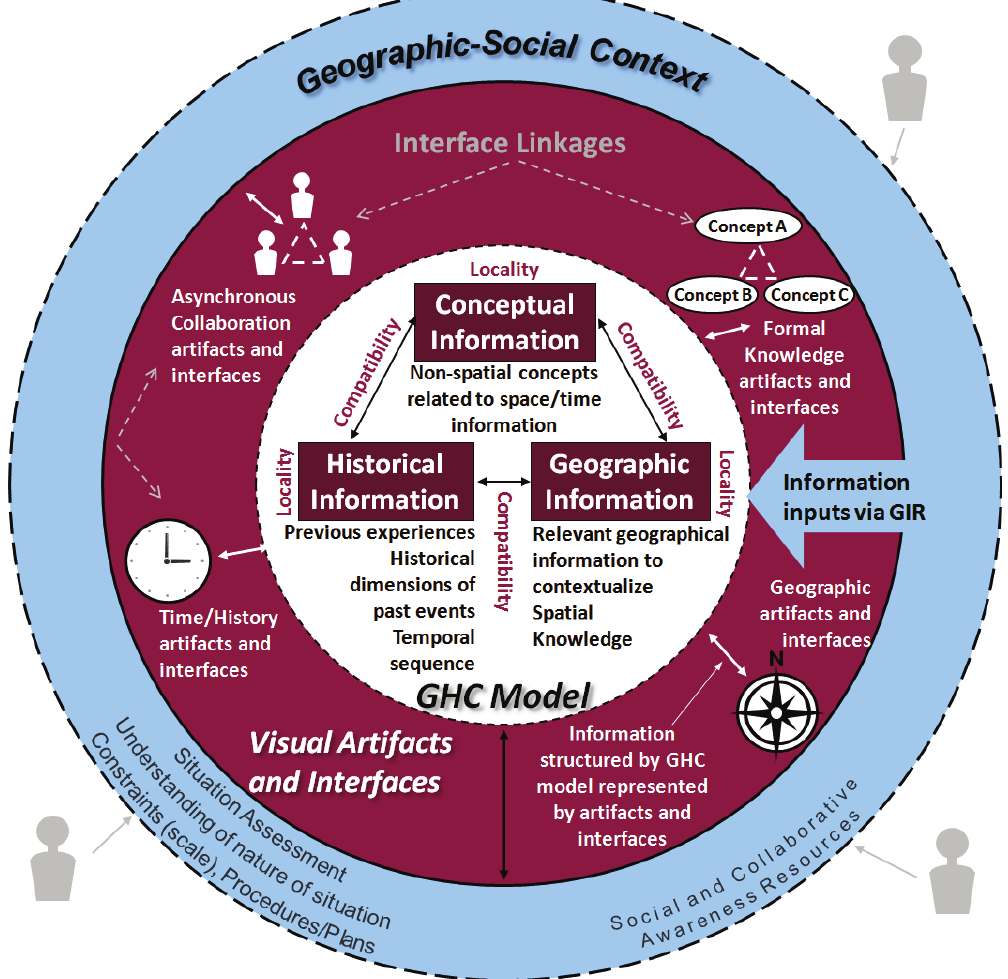 Geographic-Social Context
Interface Linkages
Concept A
Concept B
Concept C
Asynchronous
Collaboration
artifacts and
interfaces
Formal
Knowledge
artifacts and
interfaces
Locality
Conceptual
Information
Non-spatial concepts
related to space/time
information
Compatibility
Compatibility
Locality
Historical
Information
Previous experiences
Historical
dimensions of
past events
Temporal
sequence
Compatibility
Geographic
Information
Relevant geographical
information to
contextualize
Spatial
Knowledge
Locality
Information
inputs via GIR
Time/History
artifacts and
interfaces
Geographic
artifacts and
interfaces
N
GHC Model
Visual Artifacts
and Interfaces
Information
structured by GHC
model represented
by artifacts and
interfaces
Situation Assessment
Understanding of nature of situation
Constraints (scale), Procedures/Plans
Social and Collaborative
Awareness Resources